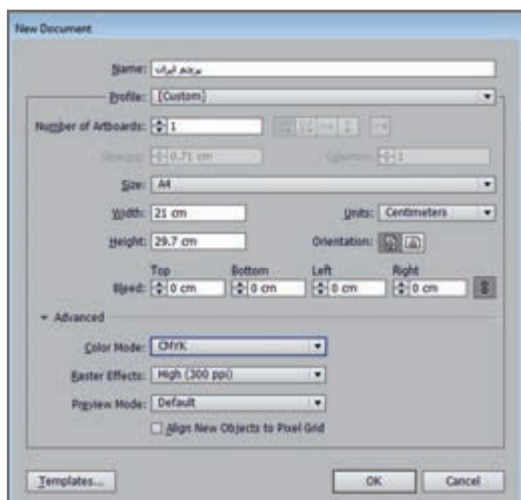 New Document
Name: پرچم ایران
Profile: [Custom]
Number of Artboards: 1
Spacing: 0.71 cm Columns: 1
Size: A4
Width: 21 cm Units: Centimeters
Height: 29.7 cm Orientation:
Top Bottom Left Right
Bleed: 0 cm 0 cm 0 cm 0 cm
Advanced
Color Mode: CMYK
Raster Effects: High (300 ppi)
Preview Mode: Default
Align New Objects to Pixel Grid
Templates... OK Cancel